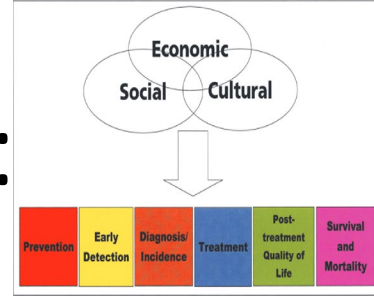 Economic
Social
Cultural
Prevention
Early
Detection
Diagnosis/
Incidence
Treatment
Post-
treatment
Quality of
Life
Survival
and
Mortality